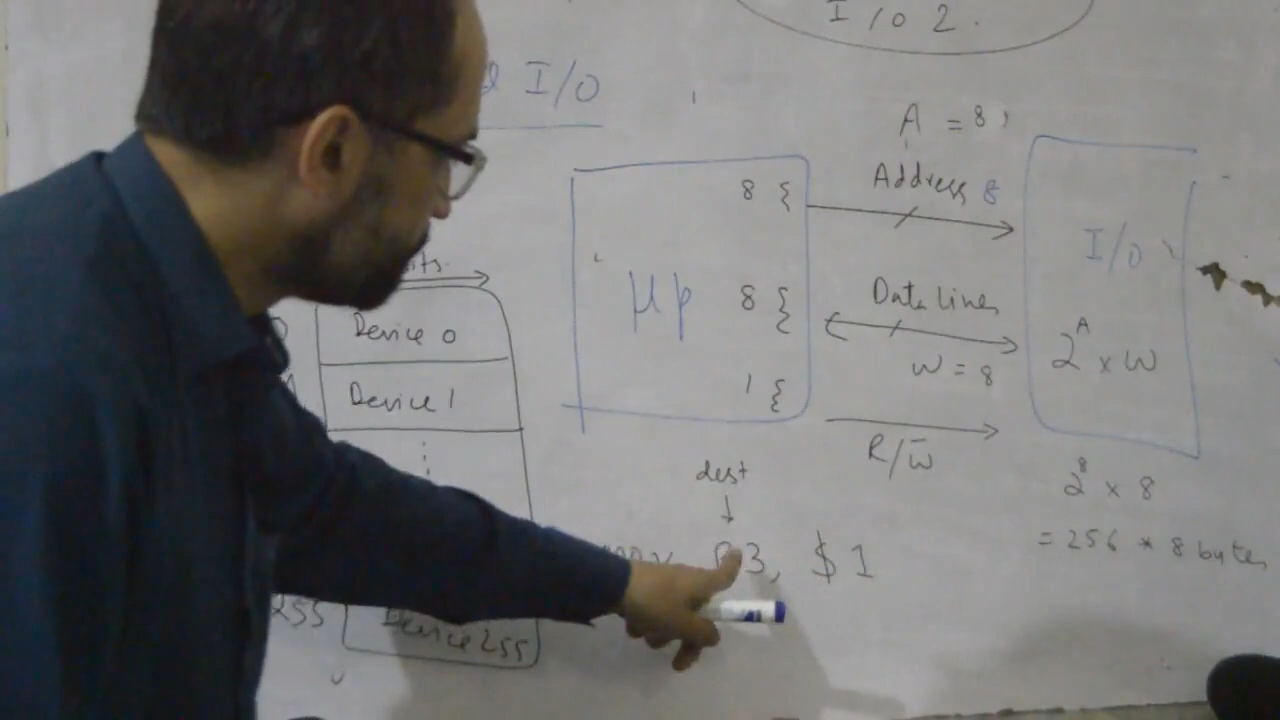 I/O 2.
I/O
A = 8,
Address 8
8 {
I/O
Data Lines
μp
8 {
W = 8
2^A x W
1 {
R/W̅
Device 0
Device 1
⋮
255 Device 255
dest
↓
3, $1
2^8 x 8
= 256 * 8 bytes